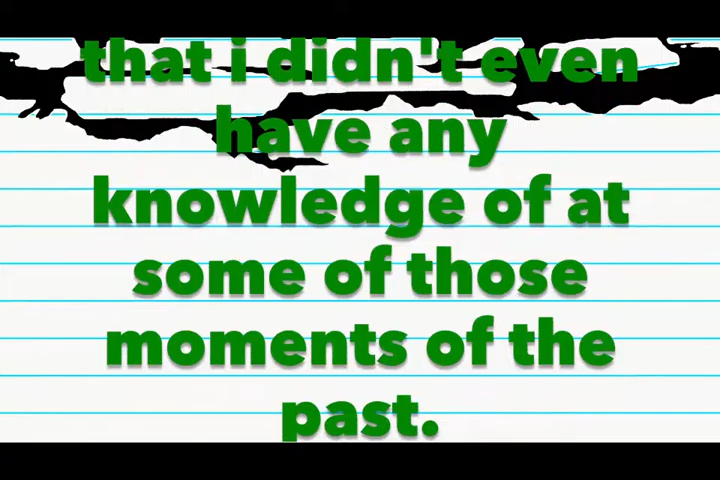 that i didn't even
have any
knowledge of at
some of those
moments of the
past.